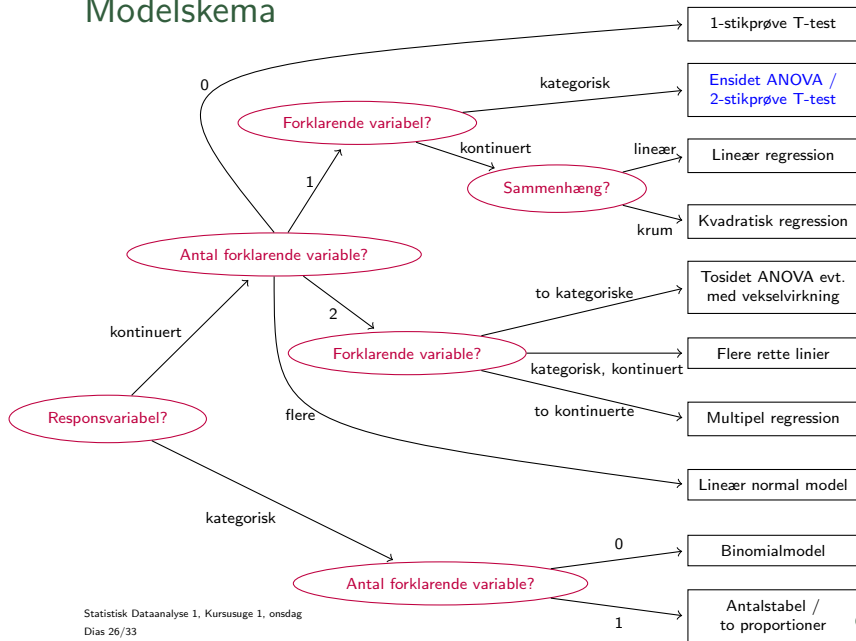 Modelskema
1-stikprøve T-test
0
kategorisk
Ensidet ANOVA /
2-stikprøve T-test
Forklarende variabel?
kontinuert
lineær
Lineær regression
1
Sammenhæng?
krum
Kvadratisk regression
Antal forklarende variable?
to kategoriske
Tosidet ANOVA evt.
med vekselvirkning
2
kontinuert
Forklarende variable?
kategorisk, kontinuert
Flere rette linier
to kontinuerte
Multipel regression
Responsvariabel?
flere
Lineær normal model
kategorisk
0
Binomialmodel
Antal forklarende variable?
1
Antalstabel /
to proportioner
Statistisk Dataanalyse 1, Kursusuge 1, onsdag
Dias 26/33